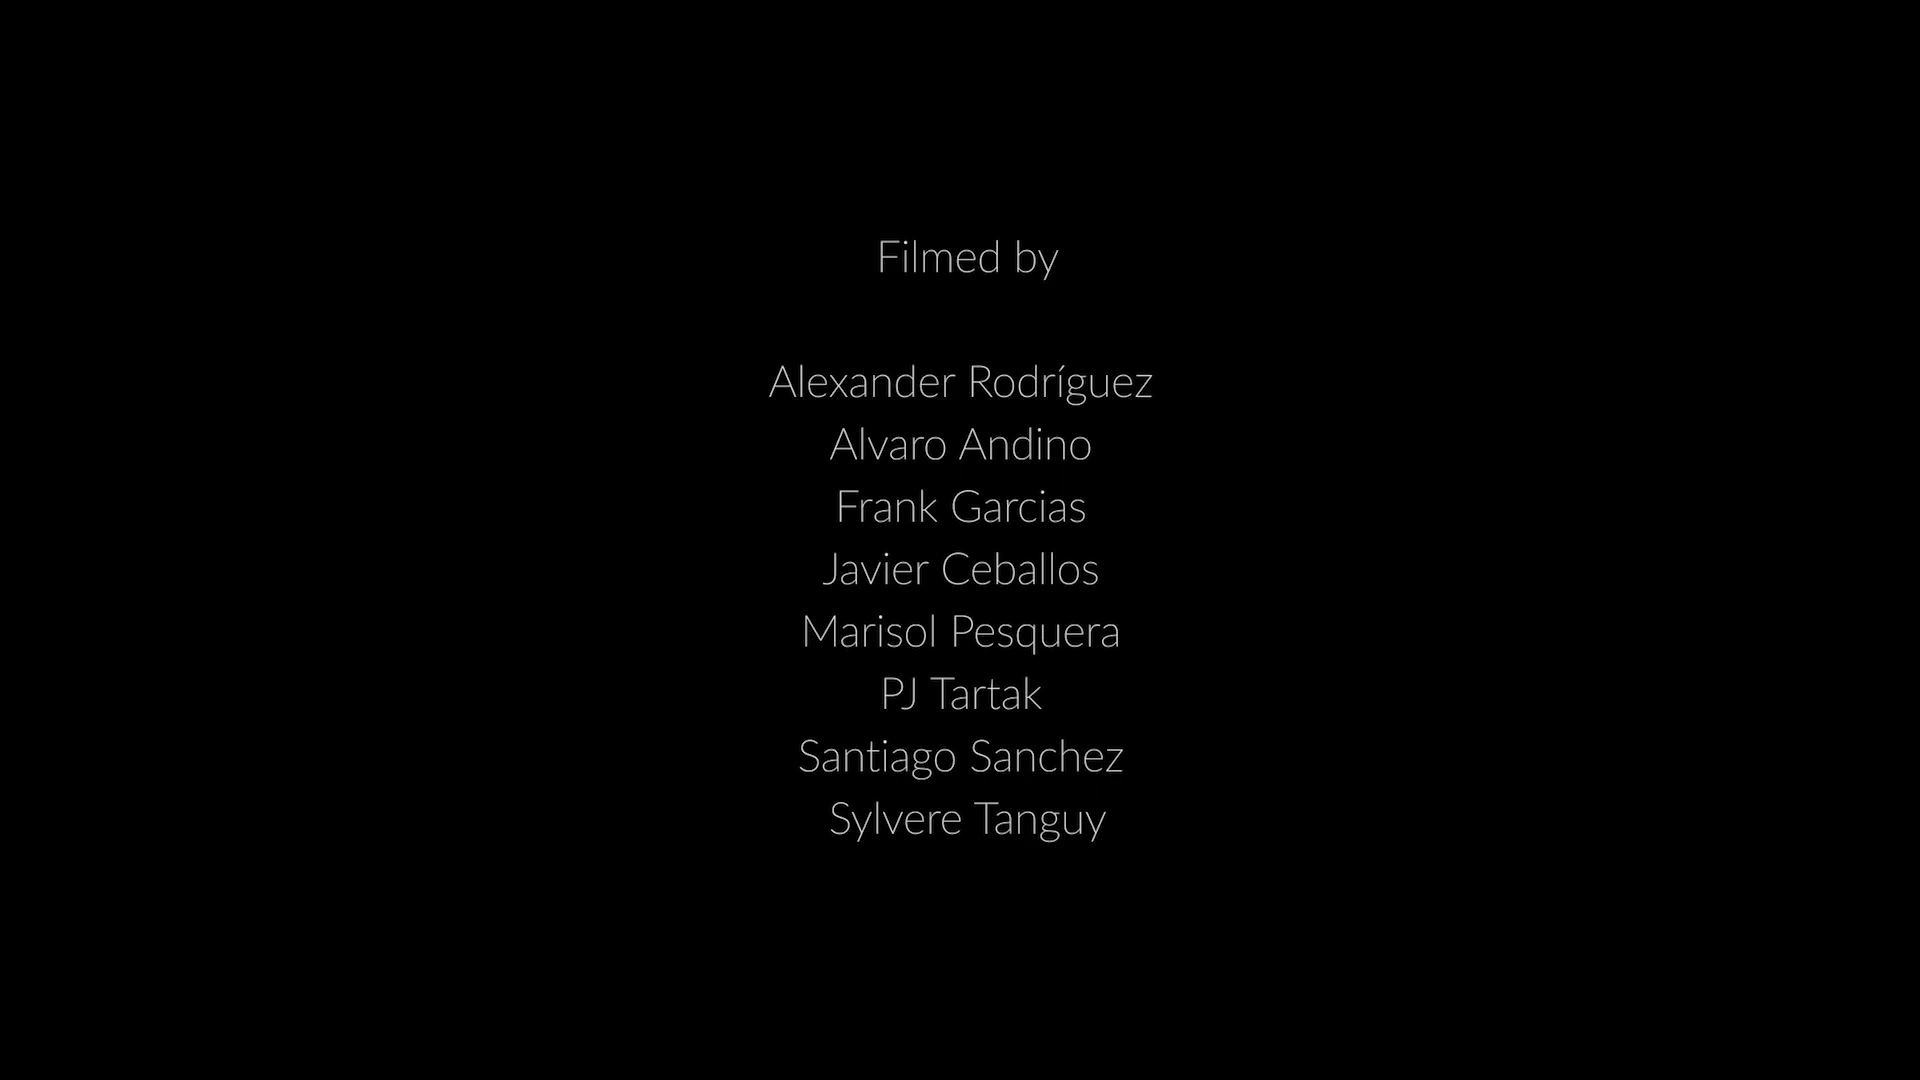 Filmed by
Alexander Rodríguez
Alvaro Andino
Frank Garcias
Javier Ceballos
Marisol Pesquera
PJ Tartak
Santiago Sanchez
Sylvere Tanguy